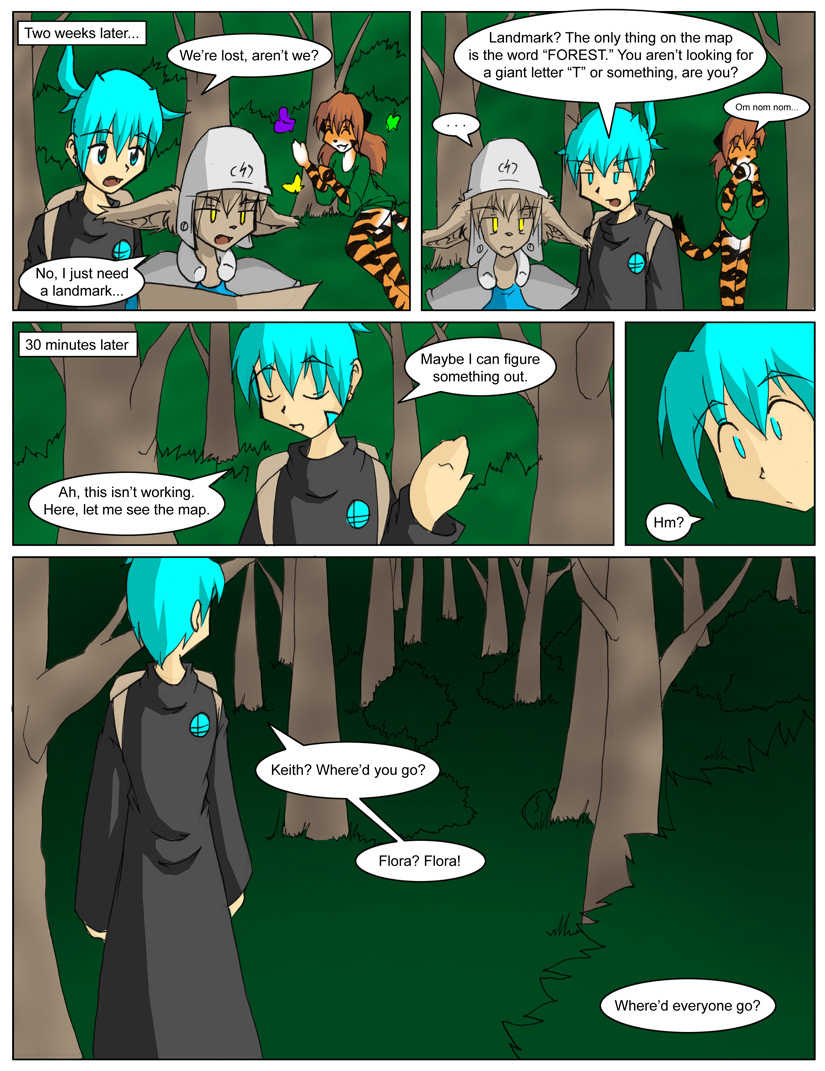 Two weeks later...
We're lost, aren't we?
No, I just need
a landmark...
Landmark? The only thing on the map
is the word “FOREST.” You aren't looking for
a giant letter “T” or something, are you?
. . .
Om nom nom...
30 minutes later
Maybe I can figure
something out.
Ah, this isn't working.
Here, let me see the map.
Hm?
Keith? Where'd you go?
Flora? Flora!
Where'd everyone go?